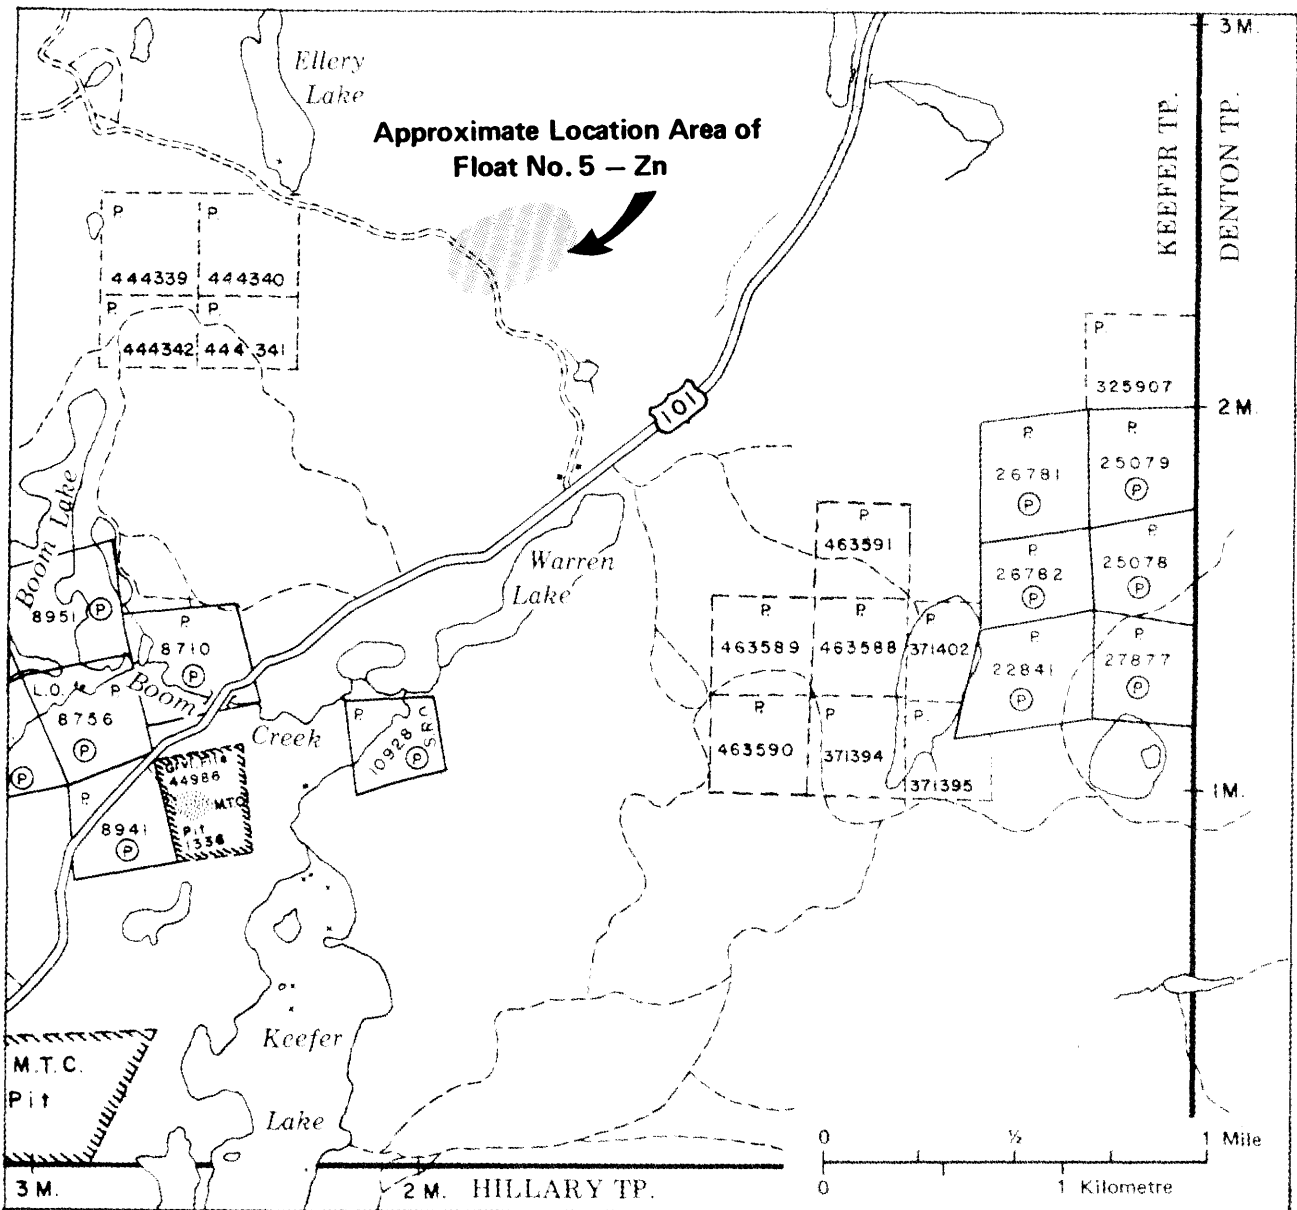 3 M.
Ellery
Lake
Approximate Location Area of
Float No. 5 – Zn
KEEFER TP.
DENTON TP.
P.
P.
444339
444340
P.
P.
444342
444 341
P.
325907
101
2 M.
P.
26781
P
P.
25079
P
P.
463591
Boom Lake
Warren
Lake
P.
26782
P
P.
25078
P
8951
P
P.
8710
P
P.
463589
P.
463588
P.
371402
P.
22841
P
P.
27877
P
L.O.
P.
8756
P
Boom
Creek
P.
10928
S R C
P
P.
463590
P.
371394
P.
371395
P
44986
M.T.C.
Pit
1336
P.
8941
P
1 M.
Keefer
Lake
M.T.C.
Pit
0
½
1 Mile
0
1 Kilometre
3 M.
2 M.
HILLARY TP.